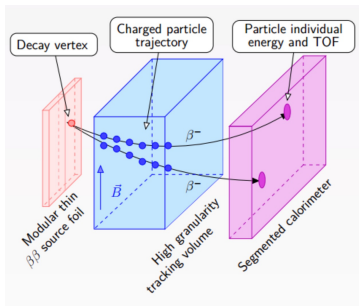 Decay vertex
Charged particle
trajectory
Particle individual
energy and TOF
β⁻
β⁻
B⃗
Modular thin
ββ source foil
High granularity
tracking volume
Segmented calorimeter